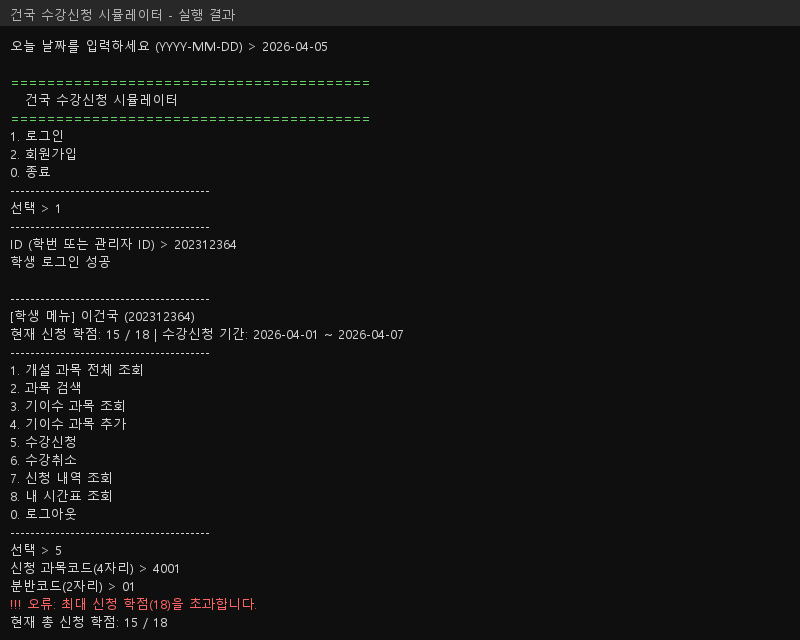 건국 수강신청 시뮬레이터 - 실행 결과
오늘 날짜를 입력하세요 (YYYY-MM-DD) > 2026-04-05
========================================
건국 수강신청 시뮬레이터
========================================
1. 로그인
2. 회원가입
0. 종료
----------------------------------------
선택 > 1
----------------------------------------
ID (학번 또는 관리자 ID) > 202312364
학생 로그인 성공
----------------------------------------
[학생 메뉴] 이건국 (202312364)
현재 신청 학점: 15 / 18 | 수강신청 기간: 2026-04-01 ~ 2026-04-07
----------------------------------------
1. 개설 과목 전체 조회
2. 과목 검색
3. 기이수 과목 조회
4. 기이수 과목 추가
5. 수강신청
6. 수강취소
7. 신청 내역 조회
8. 내 시간표 조회
0. 로그아웃
----------------------------------------
선택 > 5
신청 과목코드(4자리) > 4001
분반코드(2자리) > 01
!!! 오류: 최대 신청 학점(18)을 초과합니다.
현재 총 신청 학점: 15 / 18